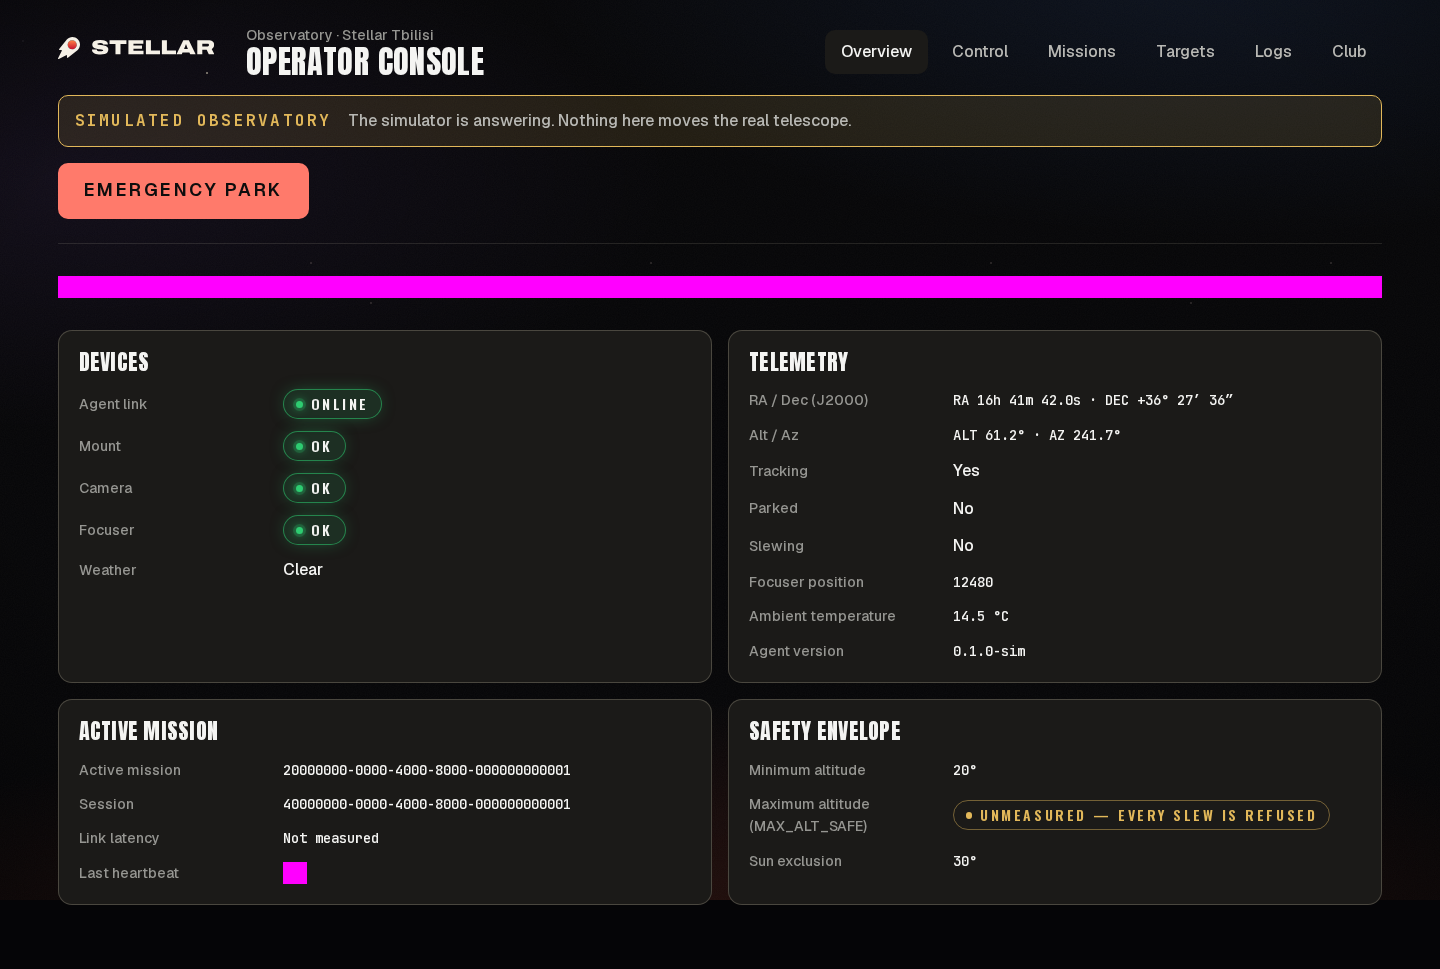 STELLAR
Observatory · Stellar Tbilisi
OPERATOR CONSOLE
Overview
Control
Missions
Targets
Logs
Club
SIMULATED OBSERVATORY The simulator is answering. Nothing here moves the real telescope.
EMERGENCY PARK
DEVICES
Agent link ONLINE
Mount OK
Camera OK
Focuser OK
Weather Clear
TELEMETRY
RA / Dec (J2000) RA 16h 41m 42.0s · DEC +36° 27′ 36″
Alt / Az ALT 61.2° · AZ 241.7°
Tracking Yes
Parked No
Slewing No
Focuser position 12480
Ambient temperature 14.5 °C
Agent version 0.1.0-sim
ACTIVE MISSION
Active mission 20000000-0000-4000-8000-000000000001
Session 40000000-0000-4000-8000-000000000001
Link latency Not measured
Last heartbeat
SAFETY ENVELOPE
Minimum altitude 20°
Maximum altitude
(MAX_ALT_SAFE) UNMEASURED — EVERY SLEW IS REFUSED
Sun exclusion 30°